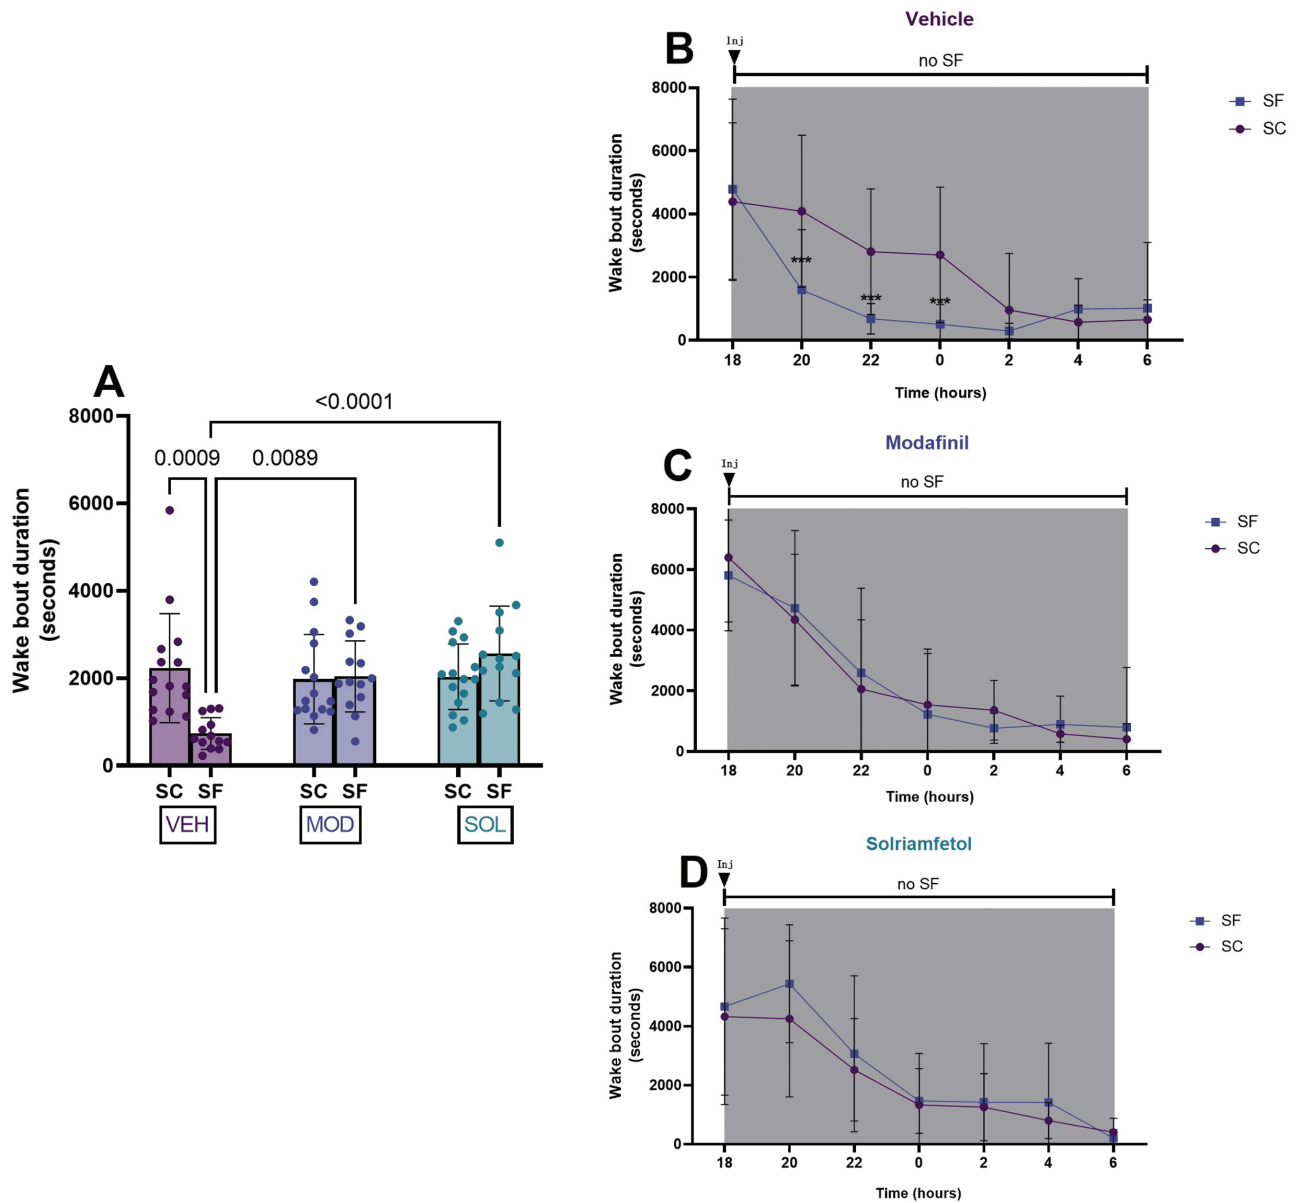 A
8000
6000
4000
2000
0
Wake bout duration
(seconds)
<0.0001
0.0009
0.0089
SC SF SC SF SC SF
VEH MOD SOL
Vehicle
B
Inj
no SF
8000
6000
4000
2000
0
Wake bout duration
(seconds)
***
***
***
18 20 22 0 2 4 6
Time (hours)
SF
SC
Modafinil
C
Inj
no SF
8000
6000
4000
2000
0
Wake bout duration
(seconds)
18 20 22 0 2 4 6
Time (hours)
SF
SC
Solriamfetol
D
Inj
no SF
8000
6000
4000
2000
0
Wake bout duration
(seconds)
18 20 22 0 2 4 6
Time (hours)
SF
SC